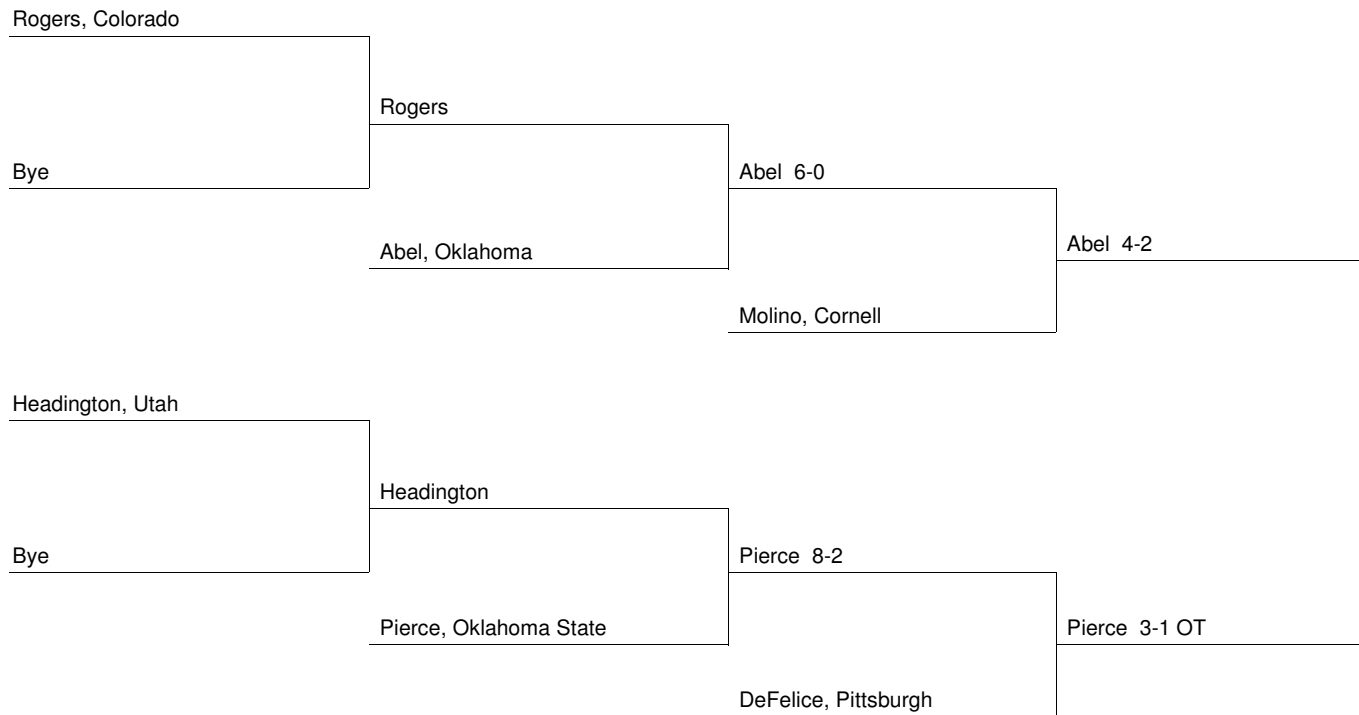 Rogers, Colorado
Rogers
Bye
Abel  6-0
Abel, Oklahoma
Abel  4-2
Molino, Cornell
Headington, Utah
Headington
Bye
Pierce  8-2
Pierce, Oklahoma State
Pierce  3-1 OT
DeFelice, Pittsburgh